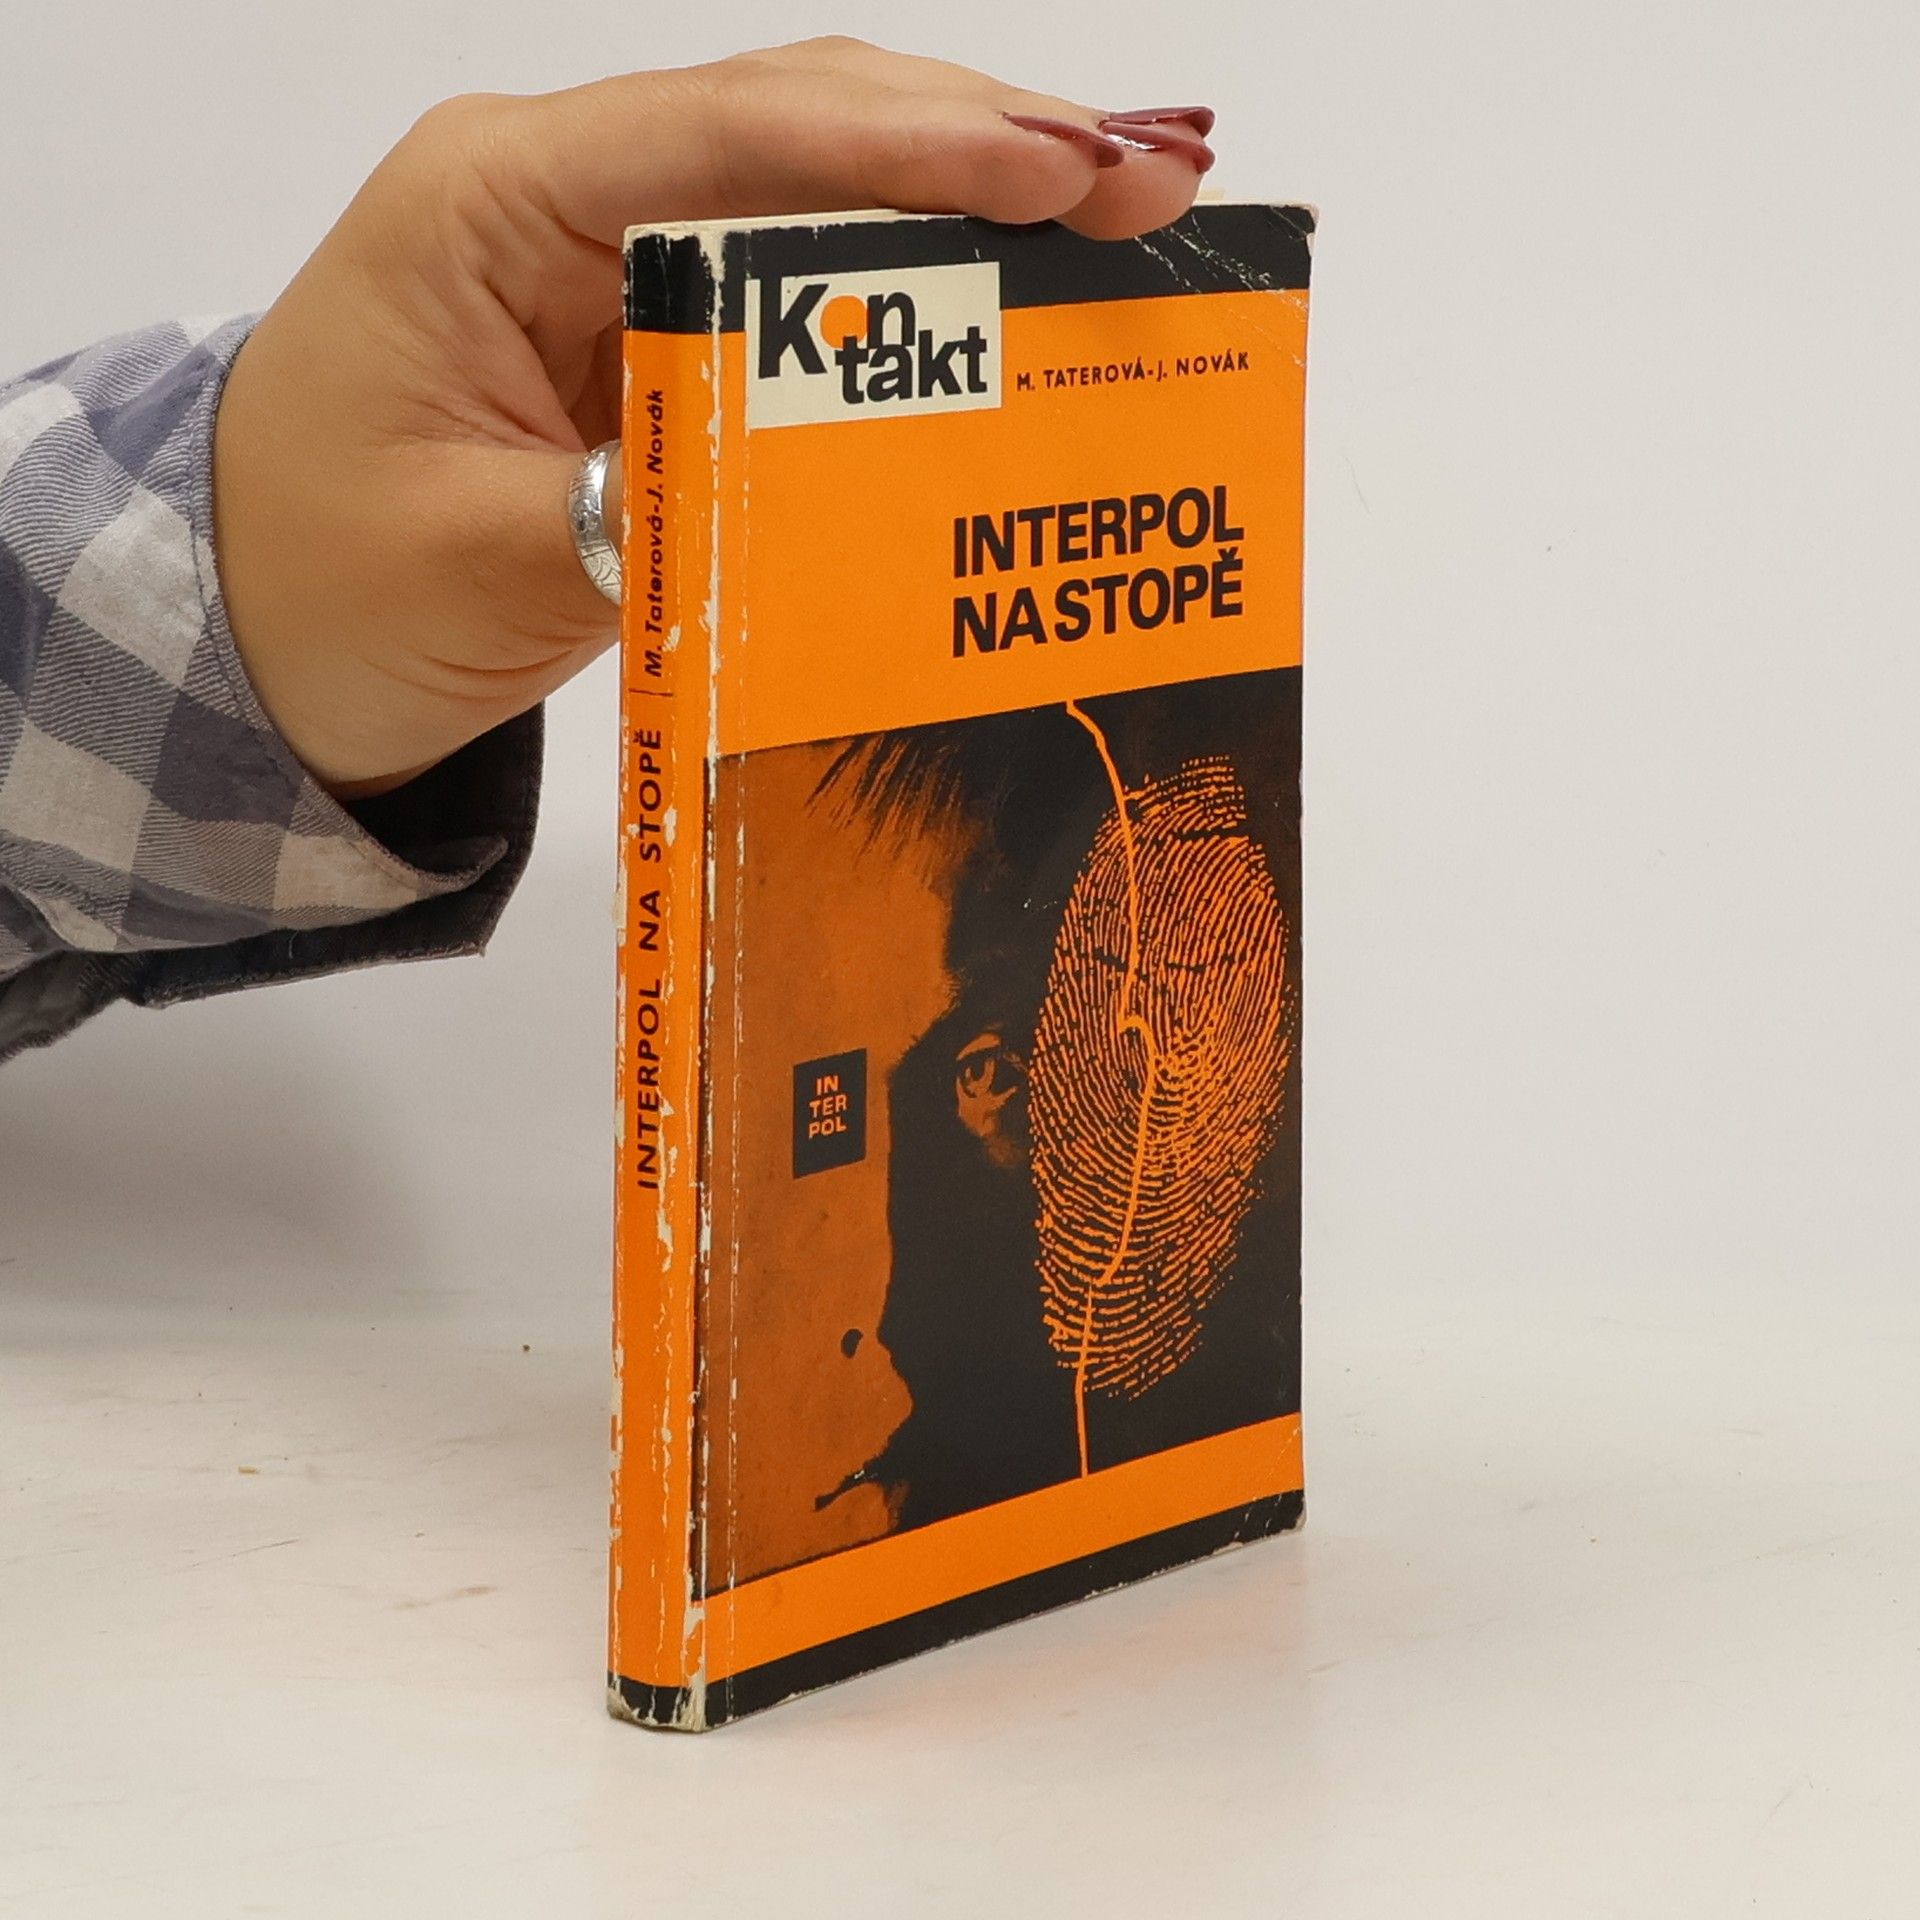 Kontakt
M. TATEROVÁ-J. NOVÁK
INTERPOL
NA STOPĚ
IN
TER
POL
INTERPOL NA STOPĚ | M. Taterová-J. Novák